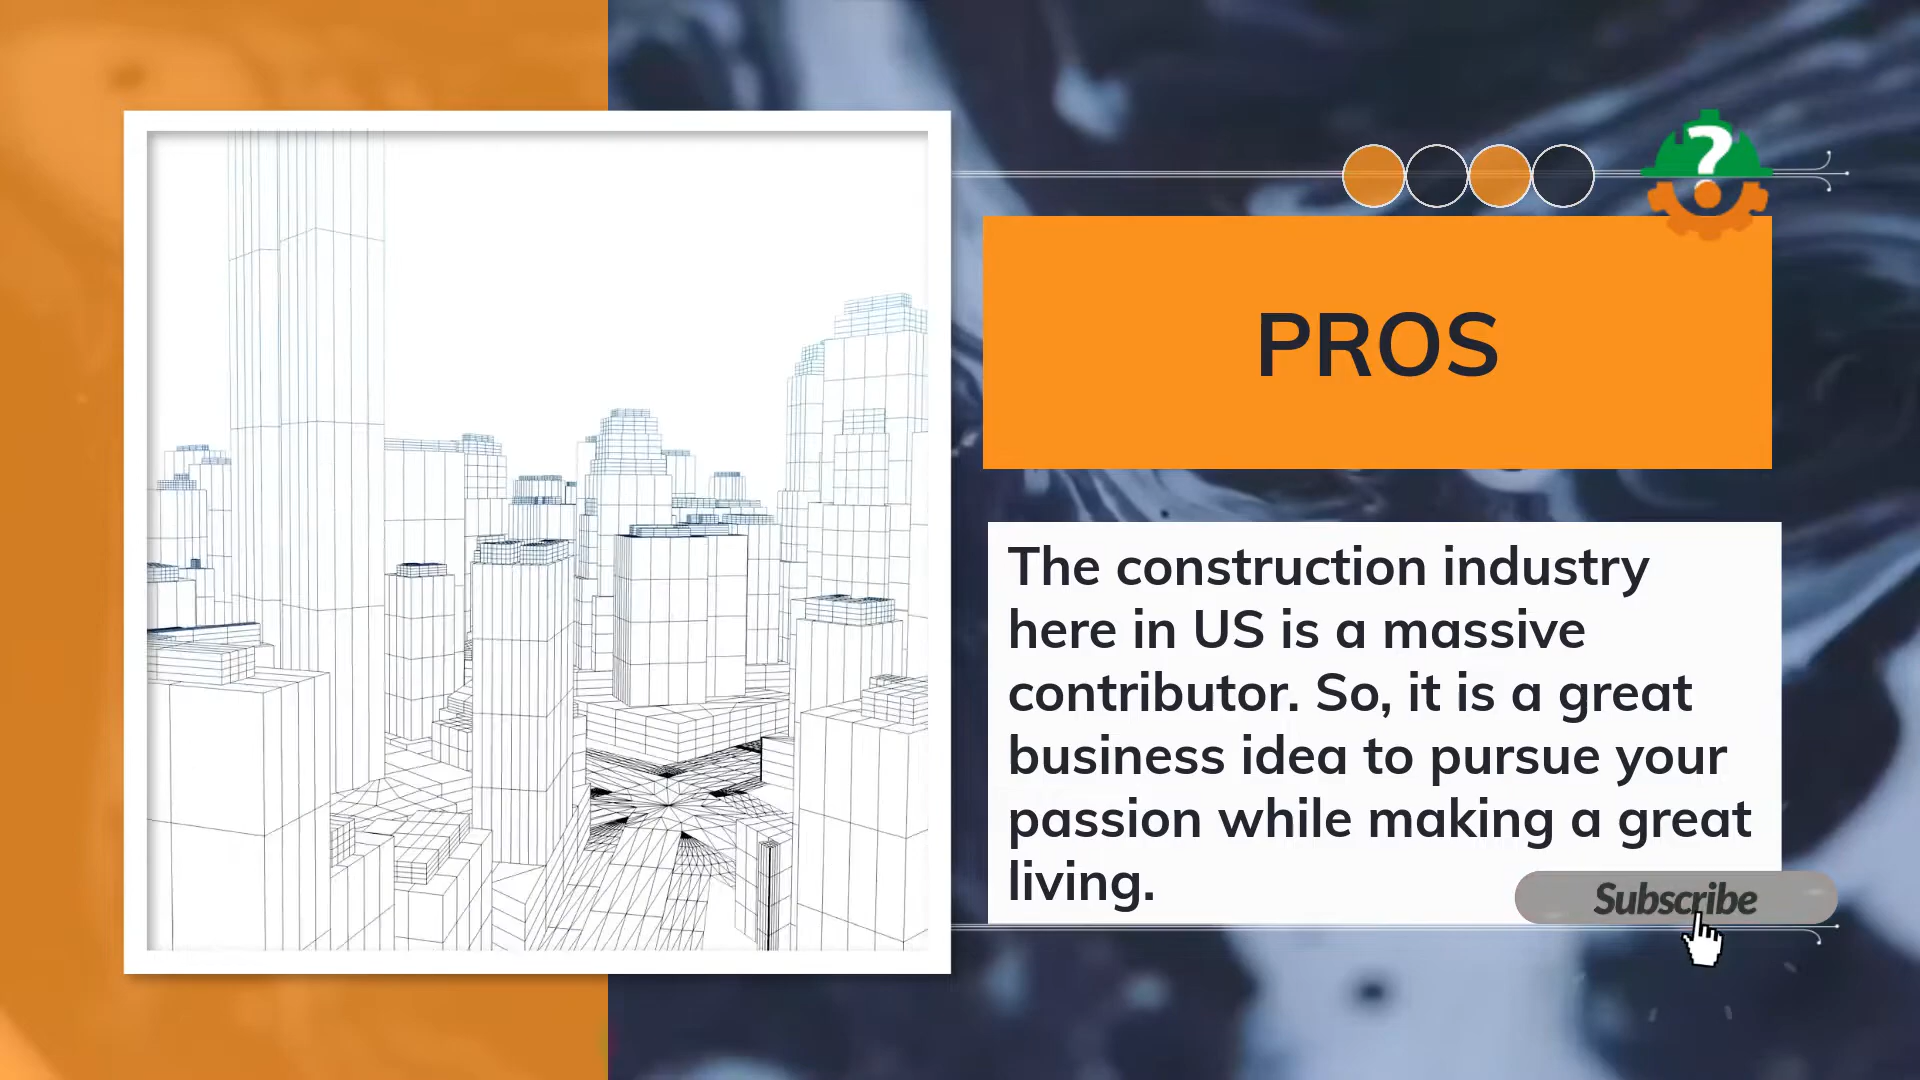 ?
PROS
The construction industry
here in US is a massive
contributor. So, it is a great
business idea to pursue your
passion while making a great
living.
Subscribe